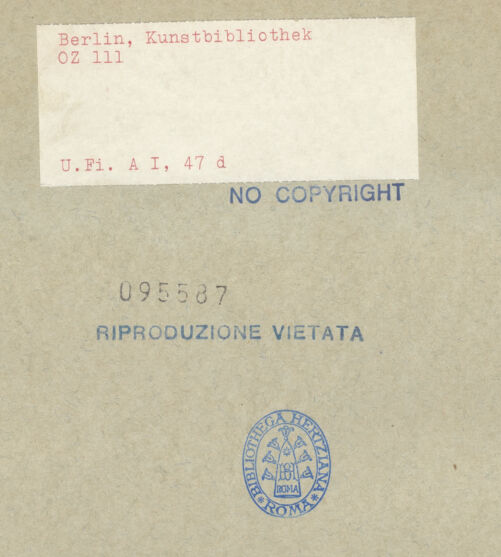 Berlin, Kunstbibliothek
OZ 111
U.Fi. A I, 47 d
NO COPYRIGHT
095587
RIPRODUZIONE VIETATA
BIBLIOTHECA HERTZIANA
ROMA
* ROMA *